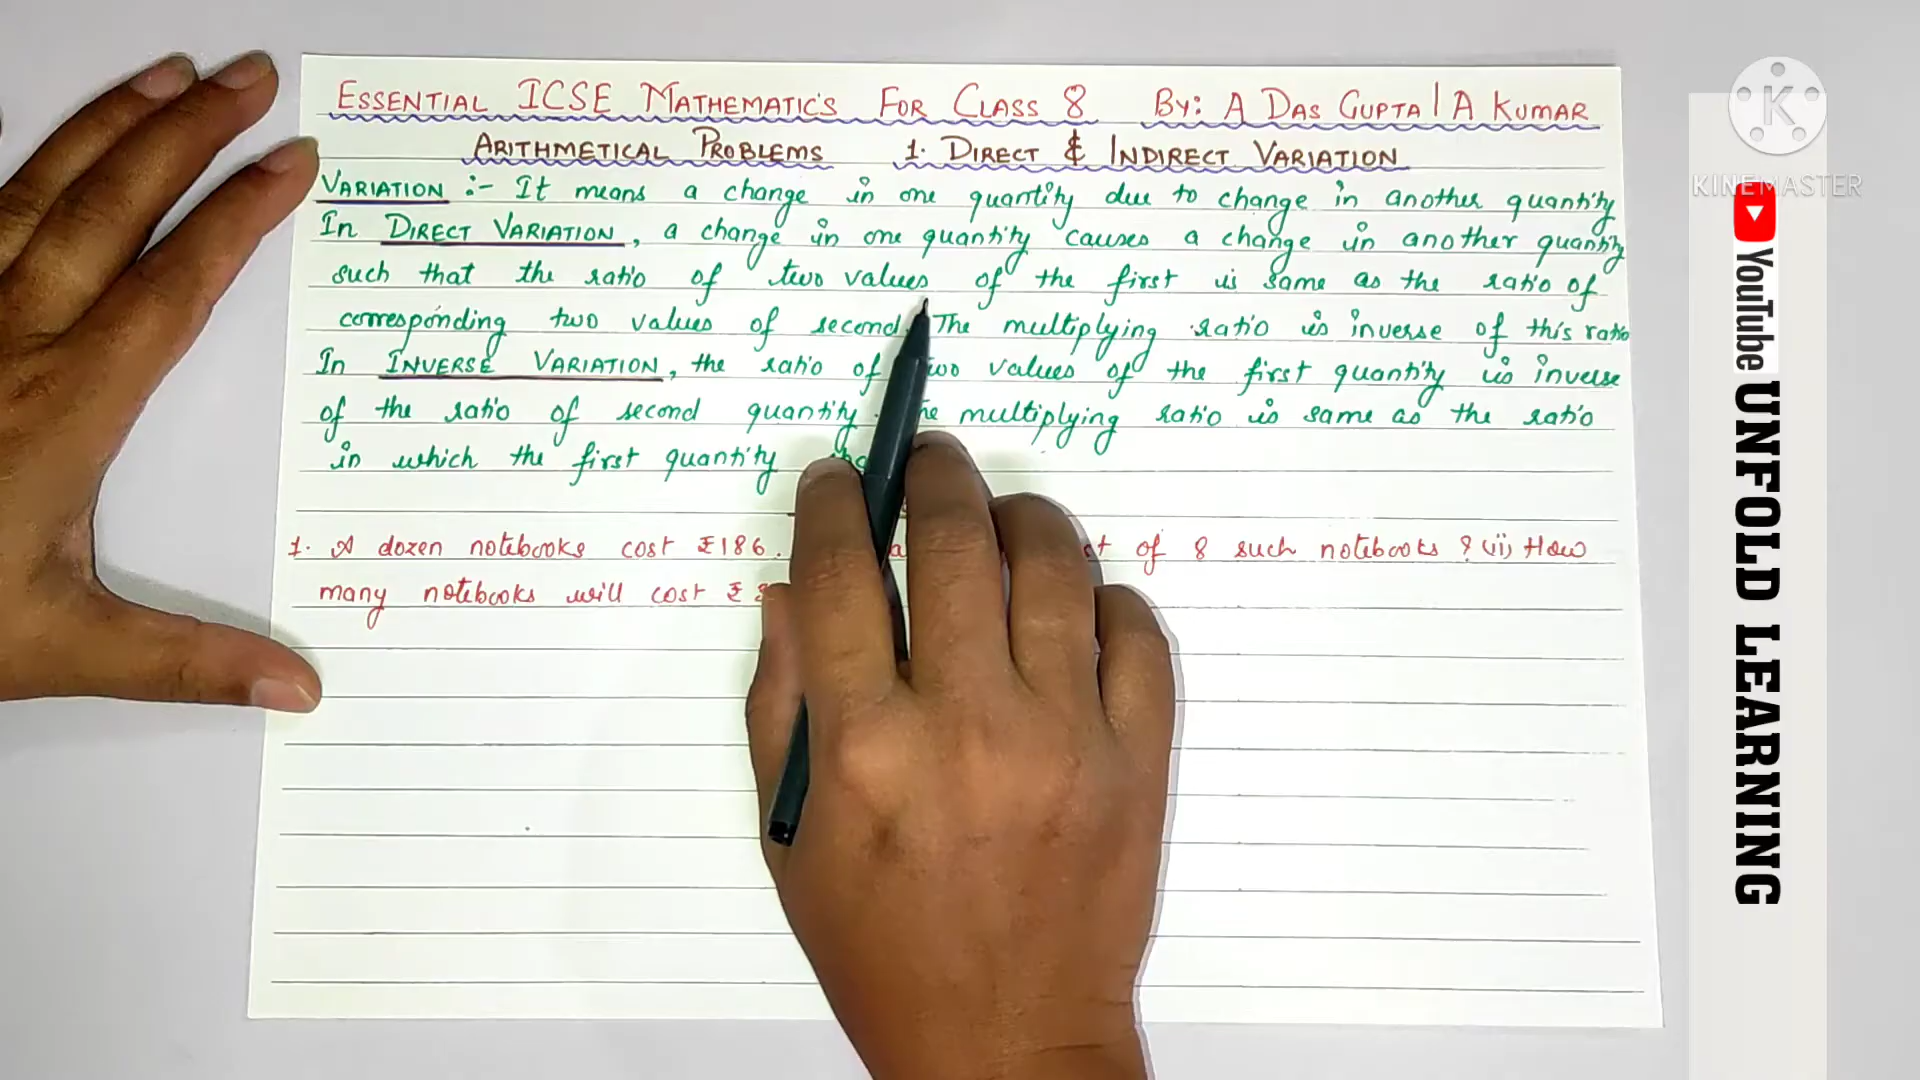 ESSENTIAL ICSE MATHEMATICS FOR CLASS 8 BY: A DAS GUPTA | A KUMAR
ARITHMETICAL PROBLEMS 1. DIRECT & INDIRECT VARIATION
VARIATION :- It means a change in one quantity due to change in another quantity
In DIRECT VARIATION, a change in one quantity causes a change in another quantity
such that the ratio of two values of the first is same as the ratio of
corresponding two values of second. The multiplying ratio is inverse of this ratio
In INVERSE VARIATION, the ratio of two values of the first quantity is inverse
of the ratio of second quantity. The multiplying ratio is same as the ratio
in which the first quantity
1. A dozen notebooks cost ₹186. of 8 such notebooks ? (ii) How
many notebooks will cost ₹
K
KINEMASTER
YouTube UNFOLD LEARNING